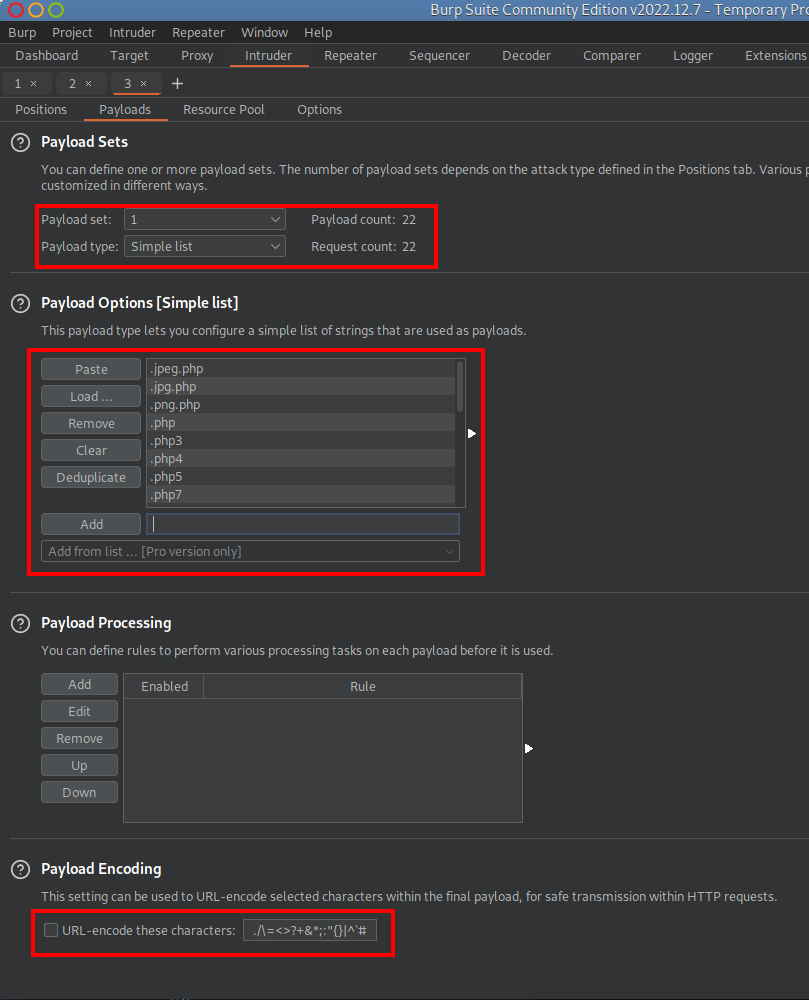 Burp Suite Community Edition v2022.12.7 - Temporary Pro
Burp Project Intruder Repeater Window Help
Dashboard Target Proxy Intruder Repeater Sequencer Decoder Comparer Logger Extensions
1 × 2 × 3 × +
Positions Payloads Resource Pool Options
? Payload Sets
You can define one or more payload sets. The number of payload sets depends on the attack type defined in the Positions tab. Various p
customized in different ways.
Payload set: 1 Payload count: 22
Payload type: Simple list Request count: 22
? Payload Options [Simple list]
This payload type lets you configure a simple list of strings that are used as payloads.
Paste
Load ...
Remove
Clear
Deduplicate
.jpeg.php
.jpg.php
.png.php
.php
.php3
.php4
.php5
.php7
Add
Add from list ... [Pro version only]
? Payload Processing
You can define rules to perform various processing tasks on each payload before it is used.
Add
Edit
Remove
Up
Down
Enabled Rule
? Payload Encoding
This setting can be used to URL-encode selected characters within the final payload, for safe transmission within HTTP requests.
URL-encode these characters: ./\=<>?+&*;:"{}|^`#